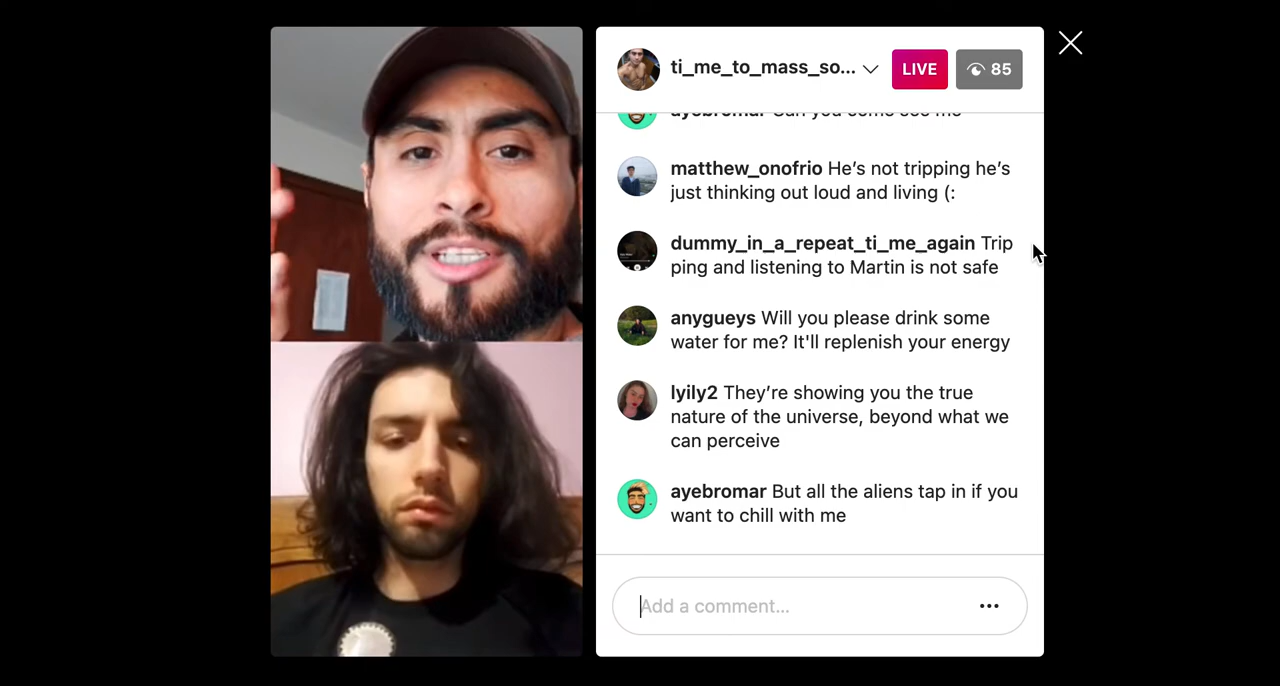 ti_me_to_mass_so...
LIVE
85
matthew_onofrio He’s not tripping he’s
just thinking out loud and living (:
dummy_in_a_repeat_ti_me_again Trip
ping and listening to Martin is not safe
anygueys Will you please drink some
water for me? It'll replenish your energy
lyily2 They’re showing you the true
nature of the universe, beyond what we
can perceive
ayebromar But all the aliens tap in if you
want to chill with me
Add a comment...